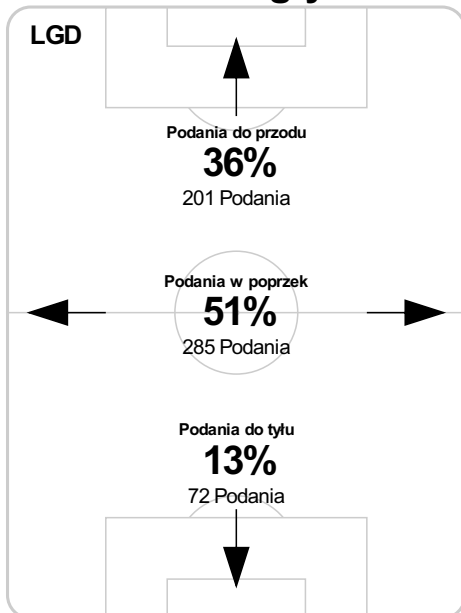 LGD
Podania do przodu
36%
201 Podania
Podania w poprzek
51%
285 Podania
Podania do tyłu
13%
72 Podania